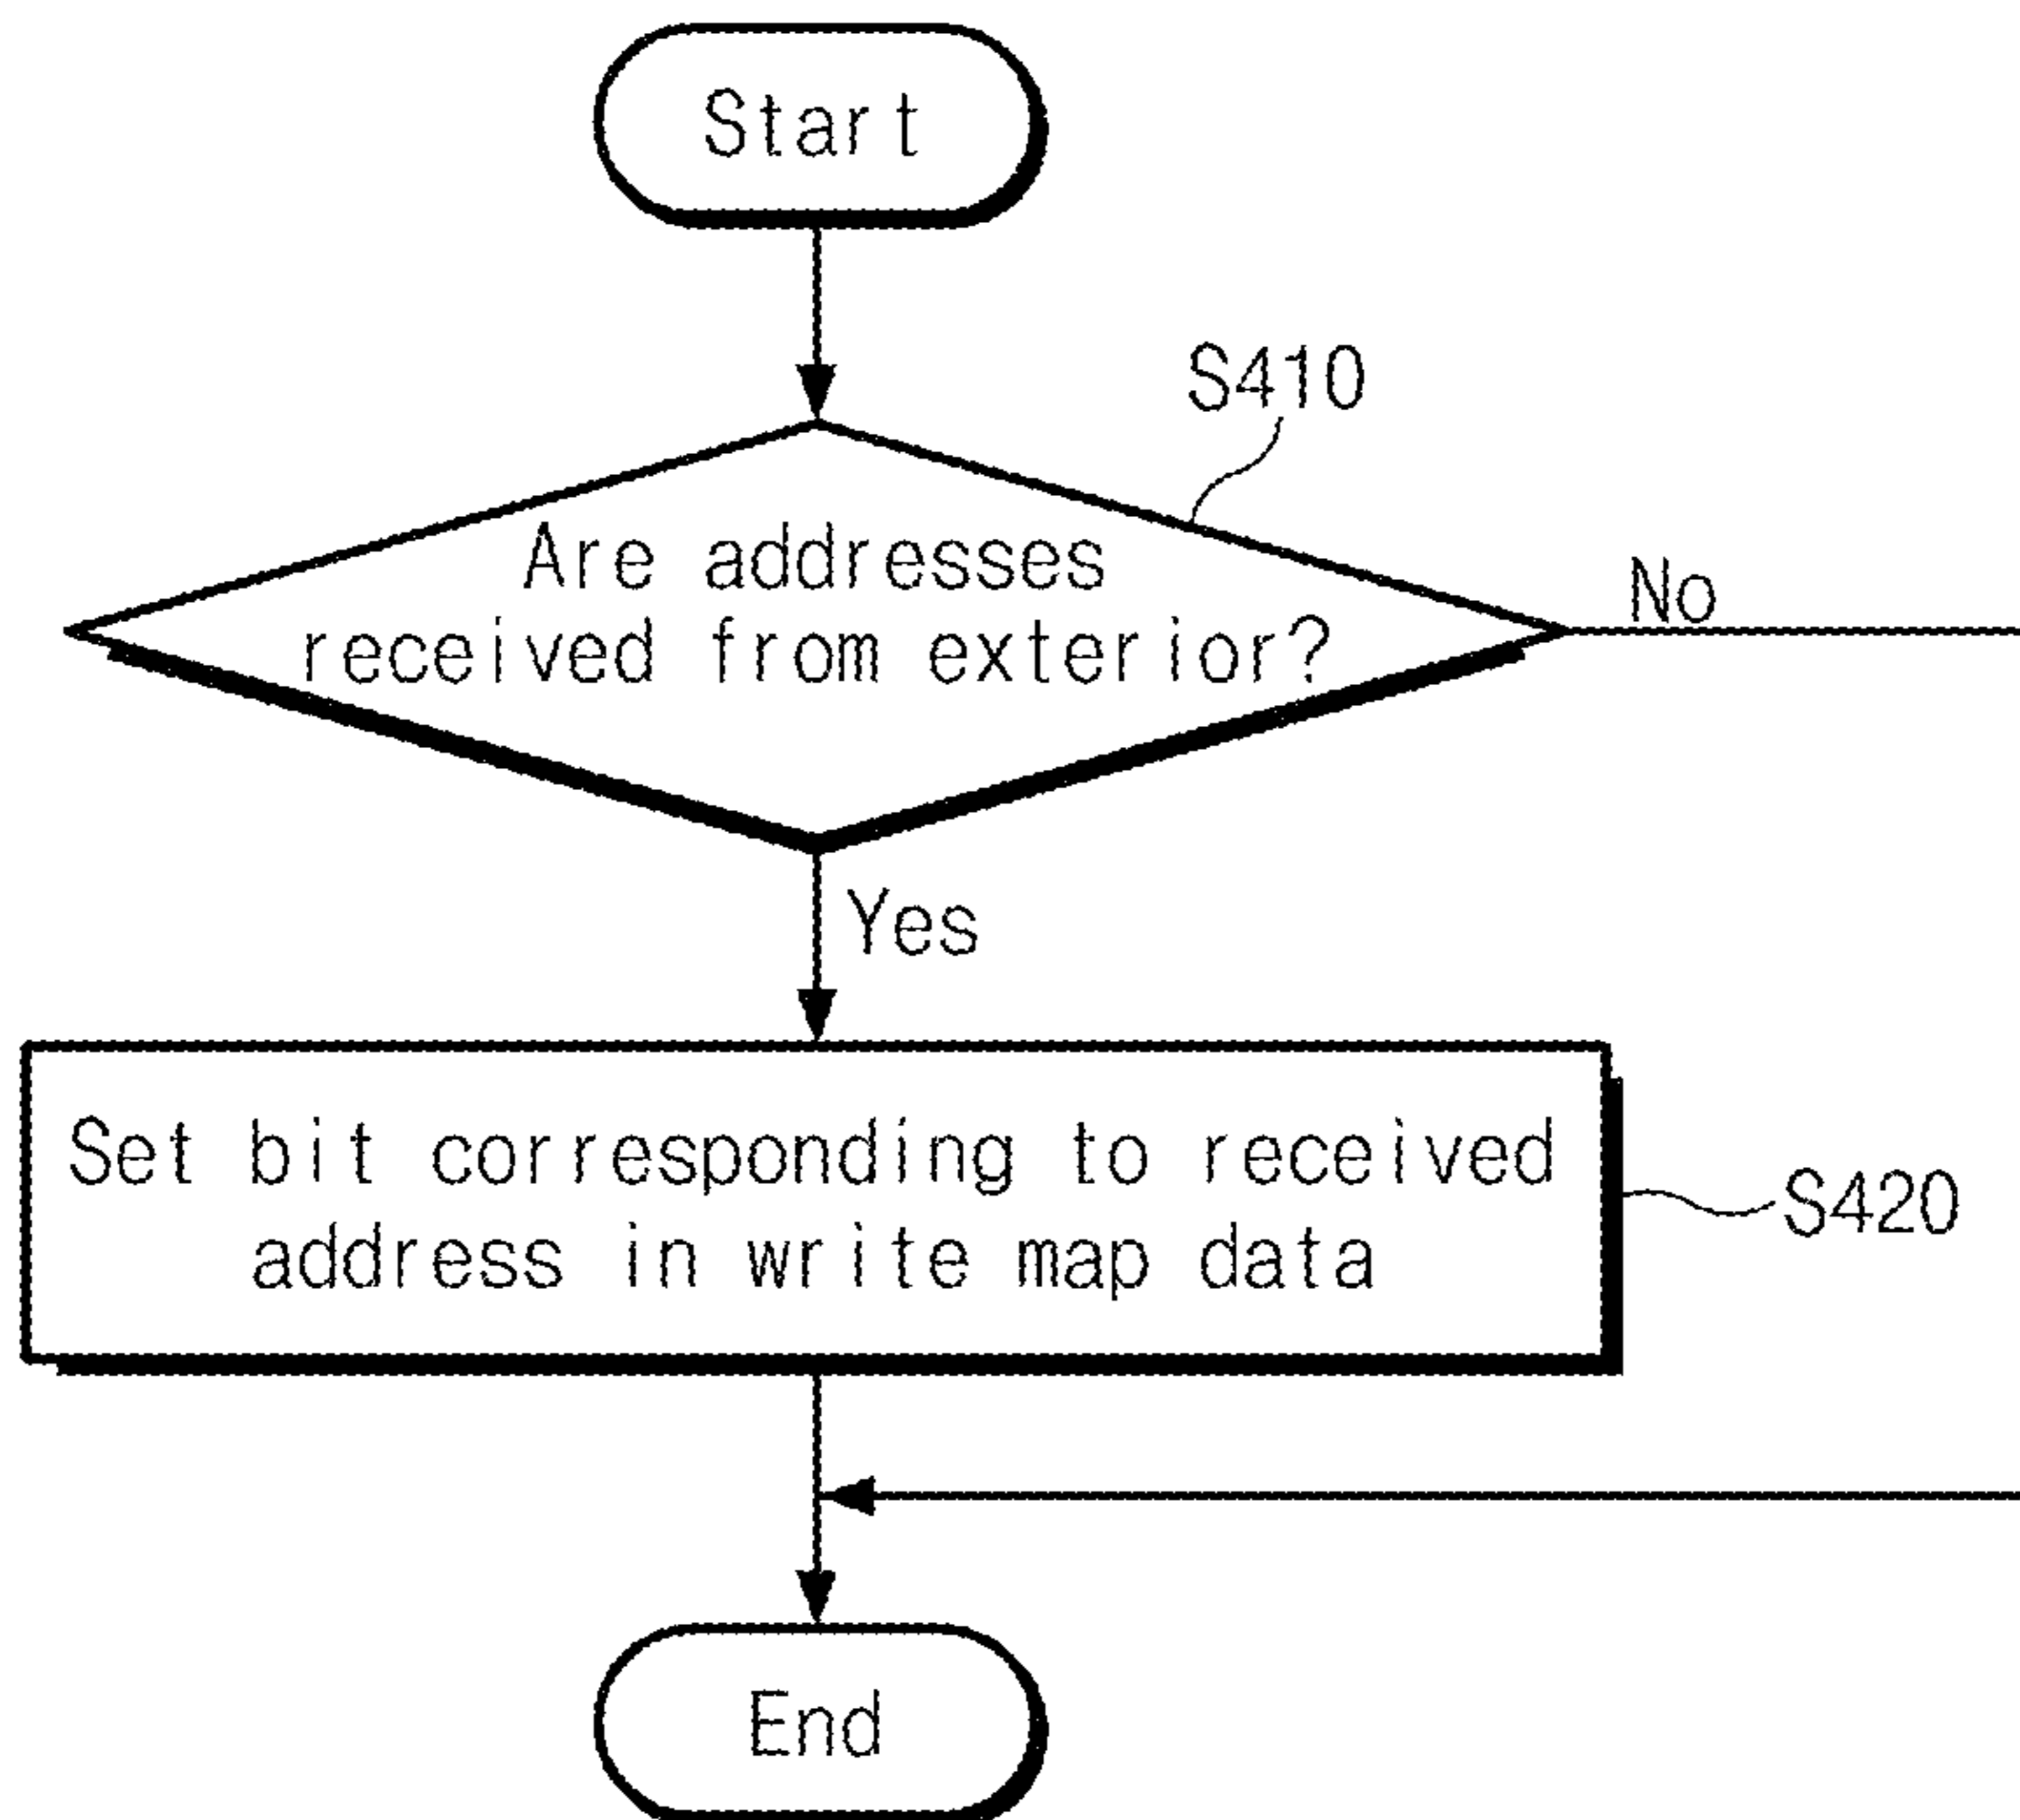 Start
S410
Are addresses
received from exterior?
No
Yes
Set bit corresponding to received
address in write map data
S420
End